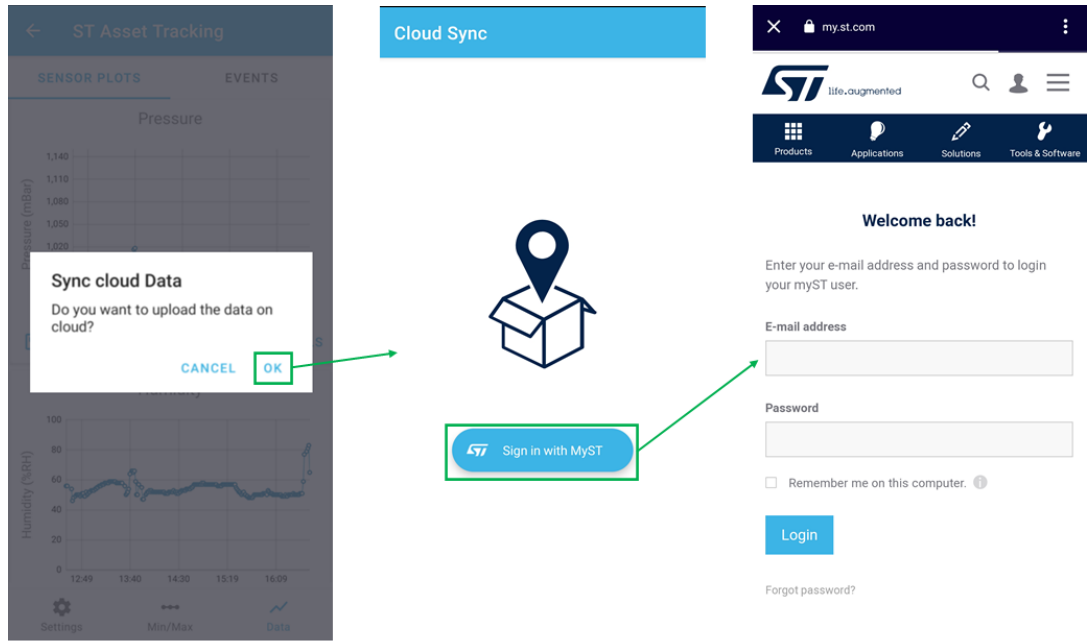 ST Asset Tracking
SENSOR PLOTS
EVENTS
Pressure
Pressure (mBar)
1,140
1,110
1,080
1,050
1,020
Sync cloud Data
Do you want to upload the data on
cloud?
CANCEL
OK
Humidity
Humidity (%RH)
100
80
60
40
20
0
12:49
13:40
14:30
15:19
16:09
Settings
Min/Max
Data
Cloud Sync
Sign in with MyST
my.st.com
life.augmented
Products
Applications
Solutions
Tools & Software
Welcome back!
Enter your e-mail address and password to login
your myST user.
E-mail address
Password
Remember me on this computer.
Login
Forgot password?